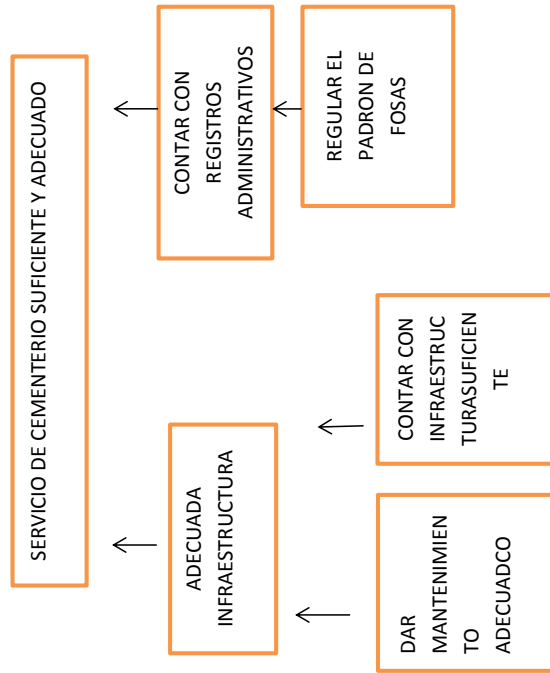 SERVICIO DE CEMENTERIO SUFICIENTE Y ADECUADO
ADECUADA
INFRAESTRUCTURA
CONTAR CON
REGISTROS
ADMINISTRATIVOS
DAR
MANTENIMIEN
TO
ADECUADCO
CONTAR CON
INFRAESTRUC
TURASUFICIEN
TE
REGULAR EL
PADRON DE
FOSAS